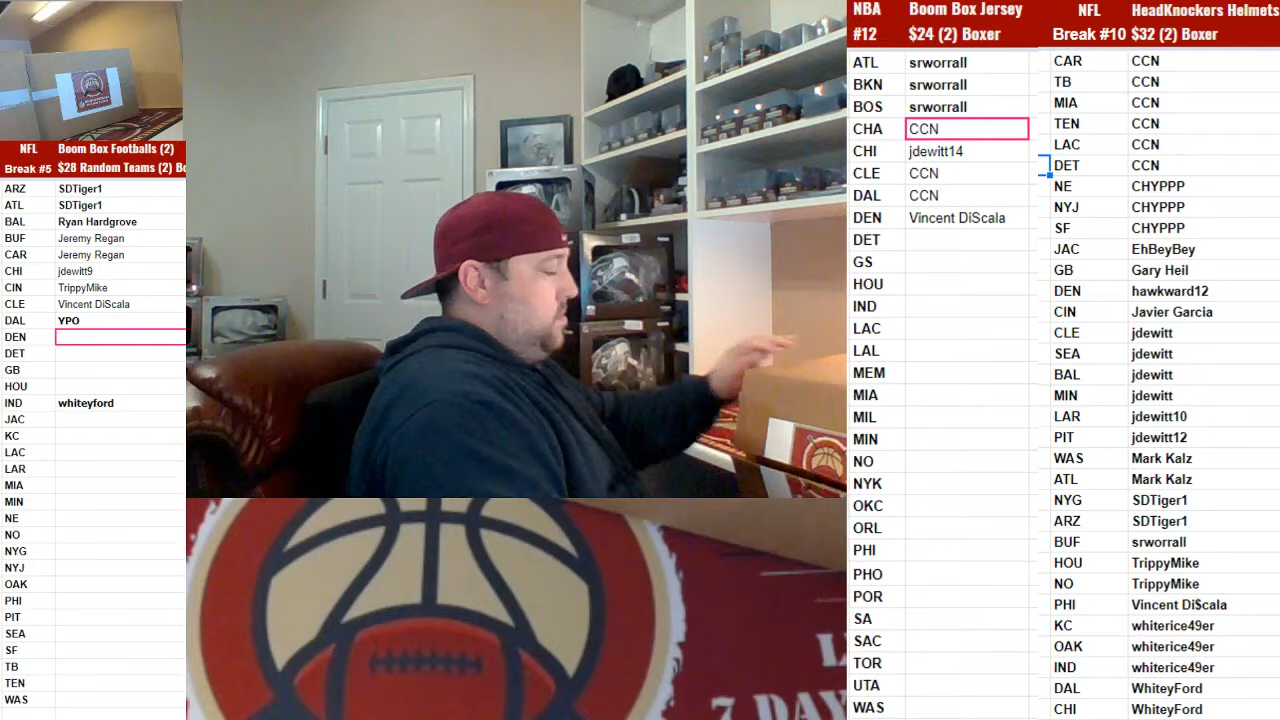 NFL Boom Box Footballs (2)
Break #5 $28 Random Teams (2) Bo
ARZ SDTiger1
ATL SDTiger1
BAL Ryan Hardgrove
BUF Jeremy Regan
CAR Jeremy Regan
CHI jdewitt9
CIN TrippyMike
CLE Vincent DiScala
DAL YPO
DEN
DET
GB
HOU
IND whiteyford
JAC
KC
LAC
LAR
MIA
MIN
NE
NO
NYG
NYJ
OAK
PHI
PIT
SEA
SF
TB
TEN
WAS
7 DAY
NBA Boom Box Jersey
#12 $24 (2) Boxer
ATL srworrall
BKN srworrall
BOS srworrall
CHA CCN
CHI jdewitt14
CLE CCN
DAL CCN
DEN Vincent DiScala
DET
GS
HOU
IND
LAC
LAL
MEM
MIA
MIL
MIN
NO
NYK
OKC
ORL
PHI
PHO
POR
SA
SAC
TOR
UTA
WAS
NFL HeadKnockers Helmets
Break #10 $32 (2) Boxer
CAR CCN
TB CCN
MIA CCN
TEN CCN
LAC CCN
DET CCN
NE CHYPPP
NYJ CHYPPP
SF CHYPPP
JAC EhBeyBey
GB Gary Heil
DEN hawkward12
CIN Javier Garcia
CLE jdewitt
SEA jdewitt
BAL jdewitt
MIN jdewitt
LAR jdewitt10
PIT jdewitt12
WAS Mark Kalz
ATL Mark Kalz
NYG SDTiger1
ARZ SDTiger1
BUF srworrall
HOU TrippyMike
NO TrippyMike
PHI Vincent DiScala
KC whiterice49er
OAK whiterice49er
IND whiterice49er
DAL WhiteyFord
CHI WhiteyFord